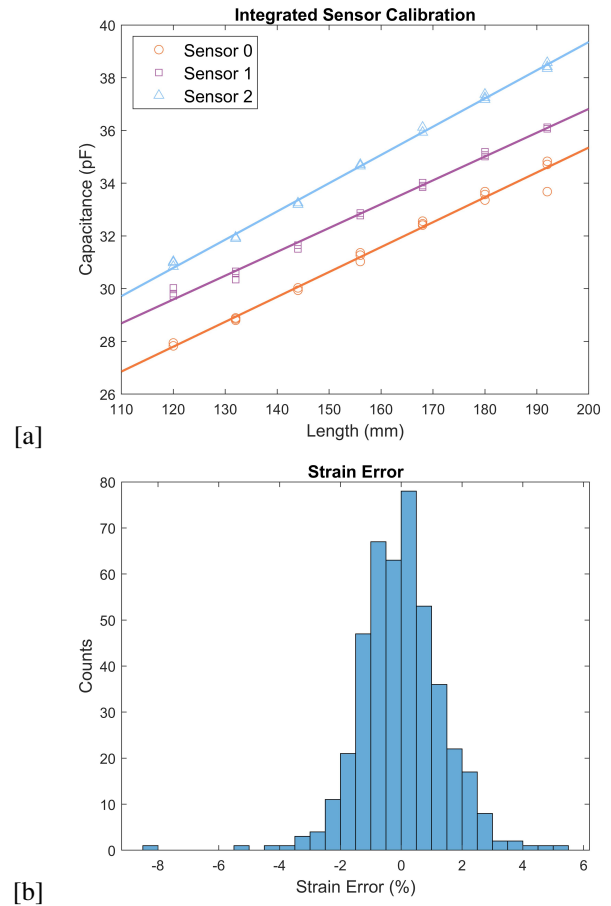 Integrated Sensor Calibration
40
38
36
34
32
30
28
26
Capacitance (pF)
Sensor 0
Sensor 1
Sensor 2
110 120 130 140 150 160 170 180 190 200
Length (mm)
[a]
Strain Error
80
70
60
50
40
30
20
10
0
Counts
-8 -6 -4 -2 0 2 4 6
Strain Error (%)
[b]